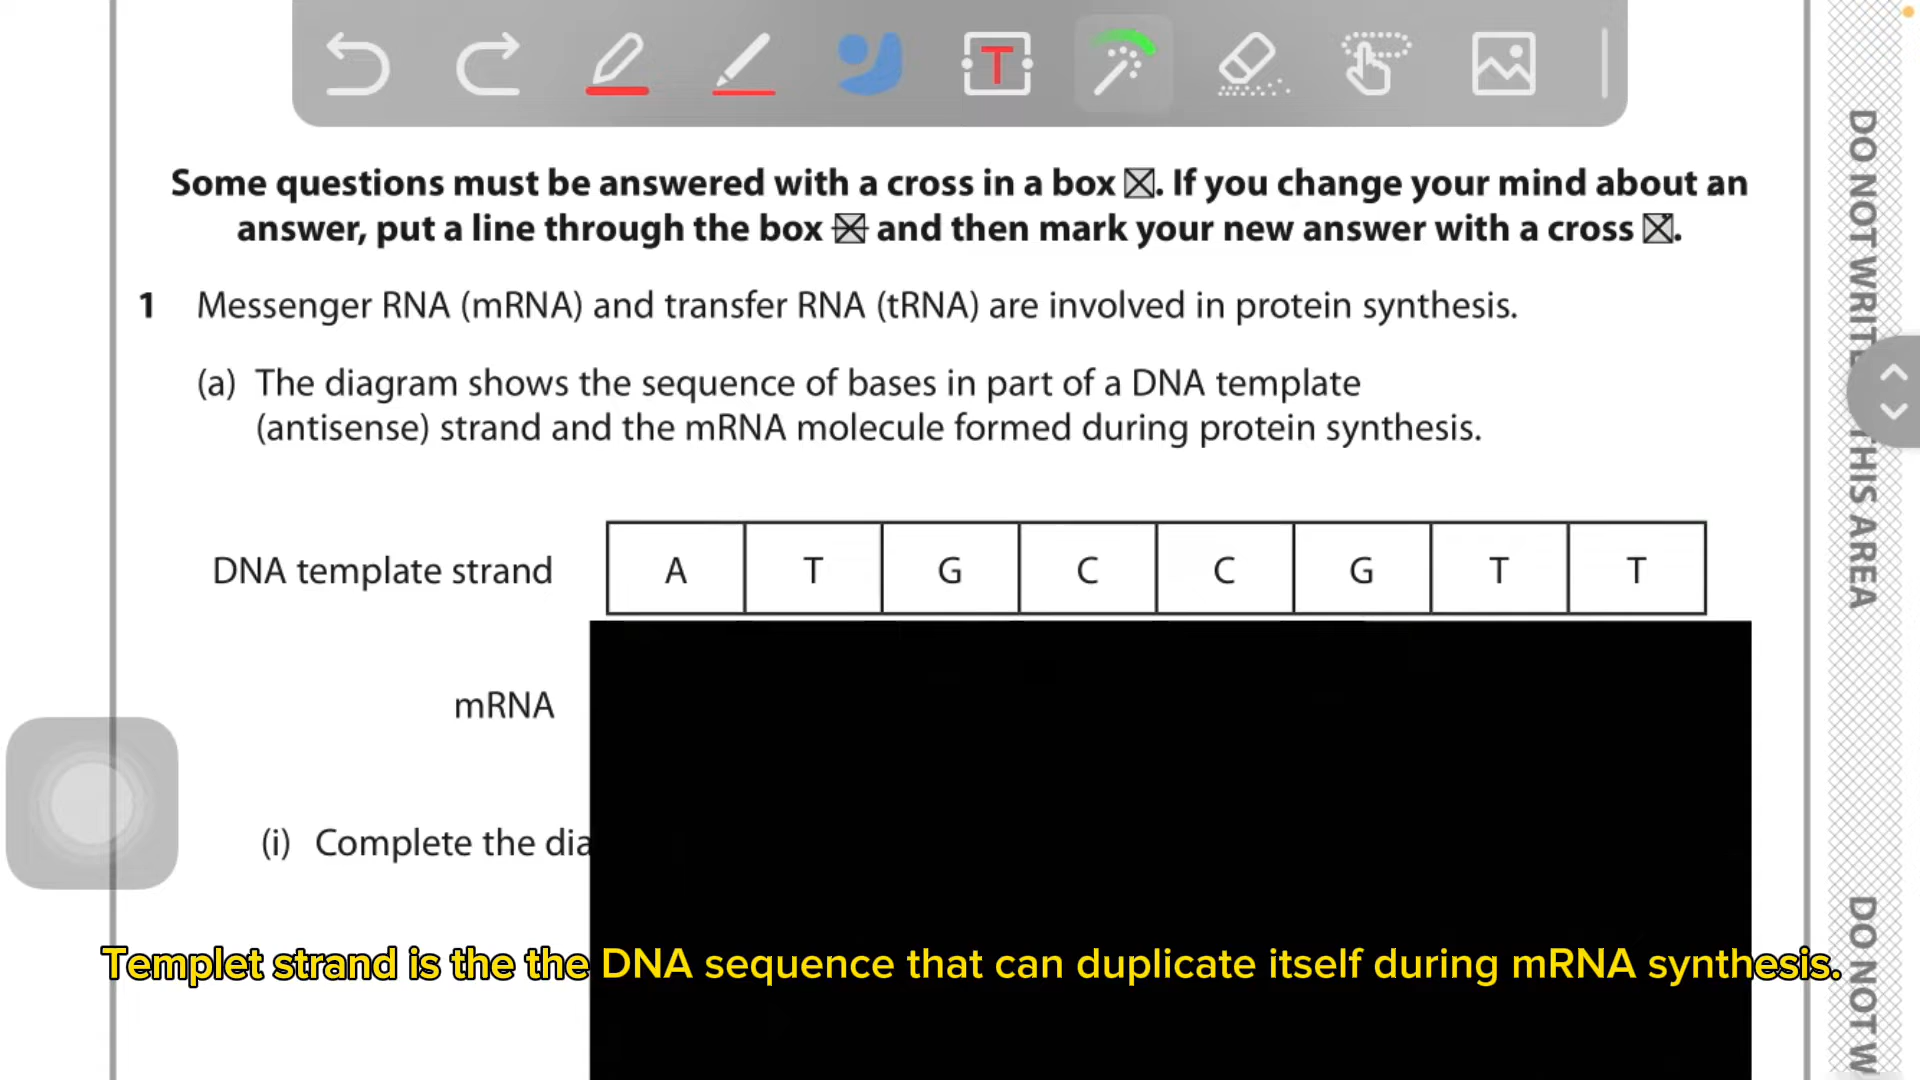 T
Some questions must be answered with a cross in a box ☒. If you change your mind about an
answer, put a line through the box and then mark your new answer with a cross ☒.
1 Messenger RNA (mRNA) and transfer RNA (tRNA) are involved in protein synthesis.
(a) The diagram shows the sequence of bases in part of a DNA template
(antisense) strand and the mRNA molecule formed during protein synthesis.
DNA template strand A T G C C G T T
mRNA
(i) Complete the dia
Templet strand is the the DNA sequence that can duplicate itself during mRNA synthesis.
DO NOT WRITE THIS AREA
DO NOT W